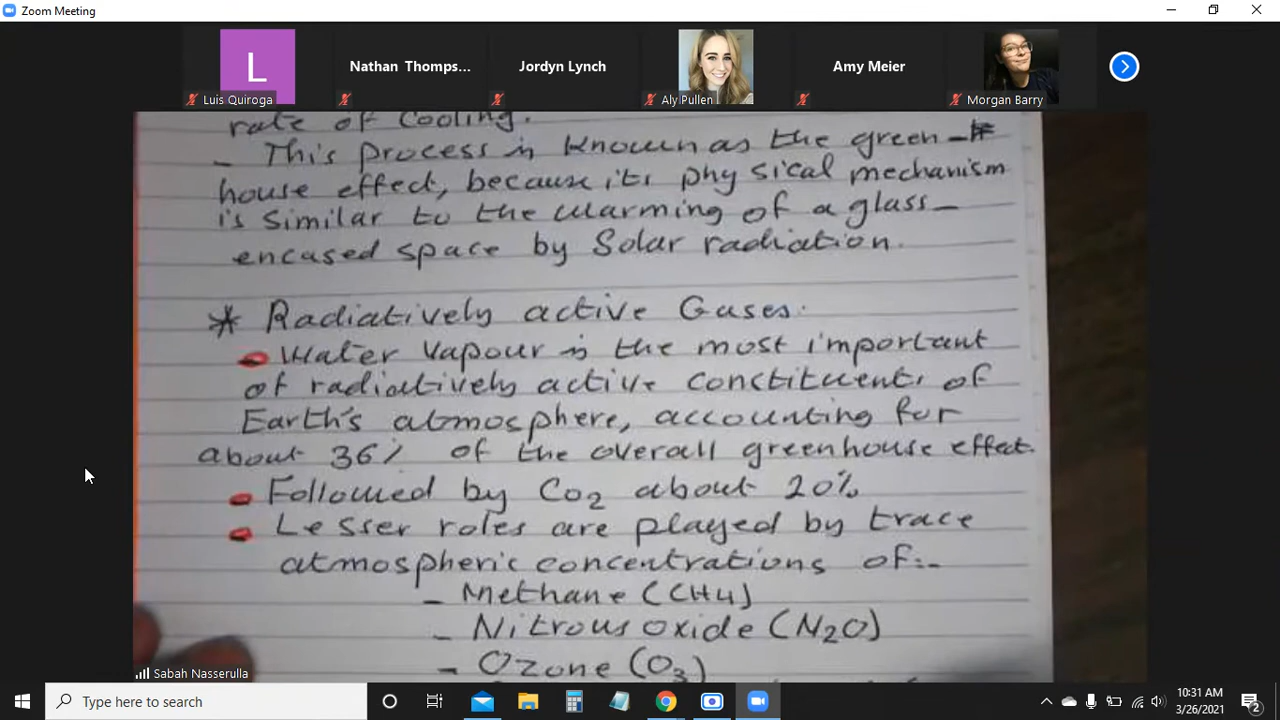 Zoom Meeting
L
Luis Quiroga
Nathan Thomps...
Jordyn Lynch
Aly Pullen
Amy Meier
Morgan Barry
rate of cooling.
- This process is known as the green-
house effect, because its physical mechanism
is similar to the warming of a glass-
encased space by Solar radiation.
* Radiatively active Gases.
Water Vapour is the most important
of radiatively active constituents of
Earth's atmosphere, accounting for
about 36% of the overall greenhouse effect.
Followed by CO2 about 20%
Lesser roles are played by trace
atmospheric concentrations of:-
- Methane (CH4)
- Nitrous oxide (N2O)
- Ozone (O3)
Sabah Nasserulla
Type here to search
10:31 AM
3/26/2021
2